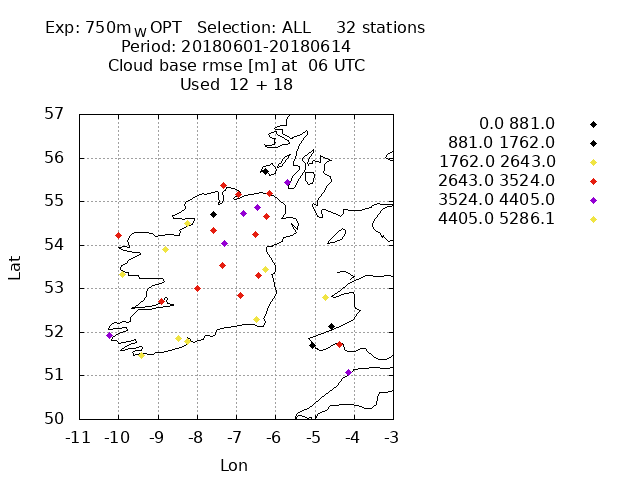 Exp: 750m_W OPT Selection: ALL 32 stations
Period: 20180601-20180614
Cloud base rmse [m] at 06 UTC
Used 12 + 18
0.0 881.0
881.0 1762.0
1762.0 2643.0
2643.0 3524.0
3524.0 4405.0
4405.0 5286.1
57
56
55
54
53
52
51
50
Lat
-11 -10 -9 -8 -7 -6 -5 -4 -3
Lon